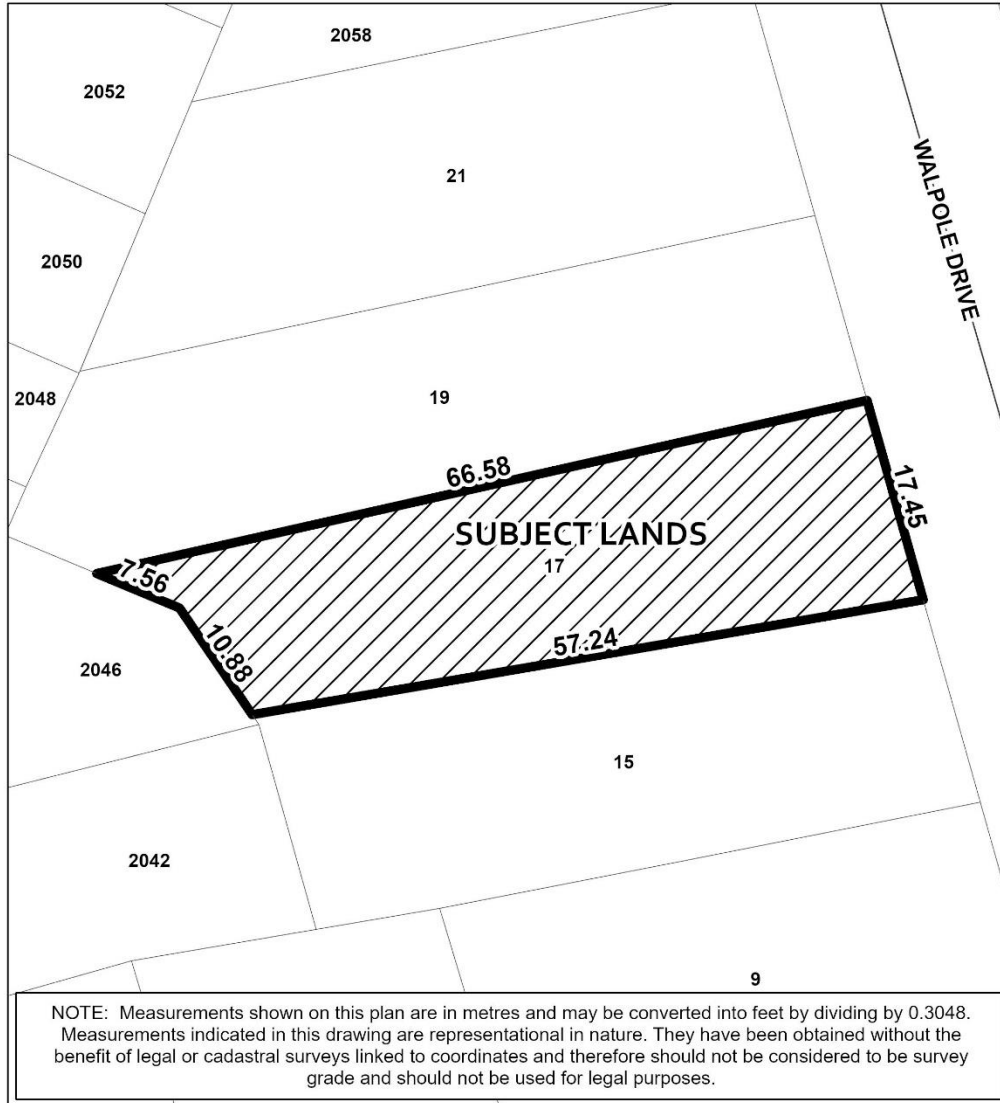 2058
2052
21
WALPOLE DRIVE
2050
2048
19
66.58
17.45
SUBJECT LANDS
17
7.56
10.88
57.24
2046
15
2042
9
NOTE: Measurements shown on this plan are in metres and may be converted into feet by dividing by 0.3048.
Measurements indicated in this drawing are representational in nature. They have been obtained without the
benefit of legal or cadastral surveys linked to coordinates and therefore should not be considered to be survey
grade and should not be used for legal purposes.